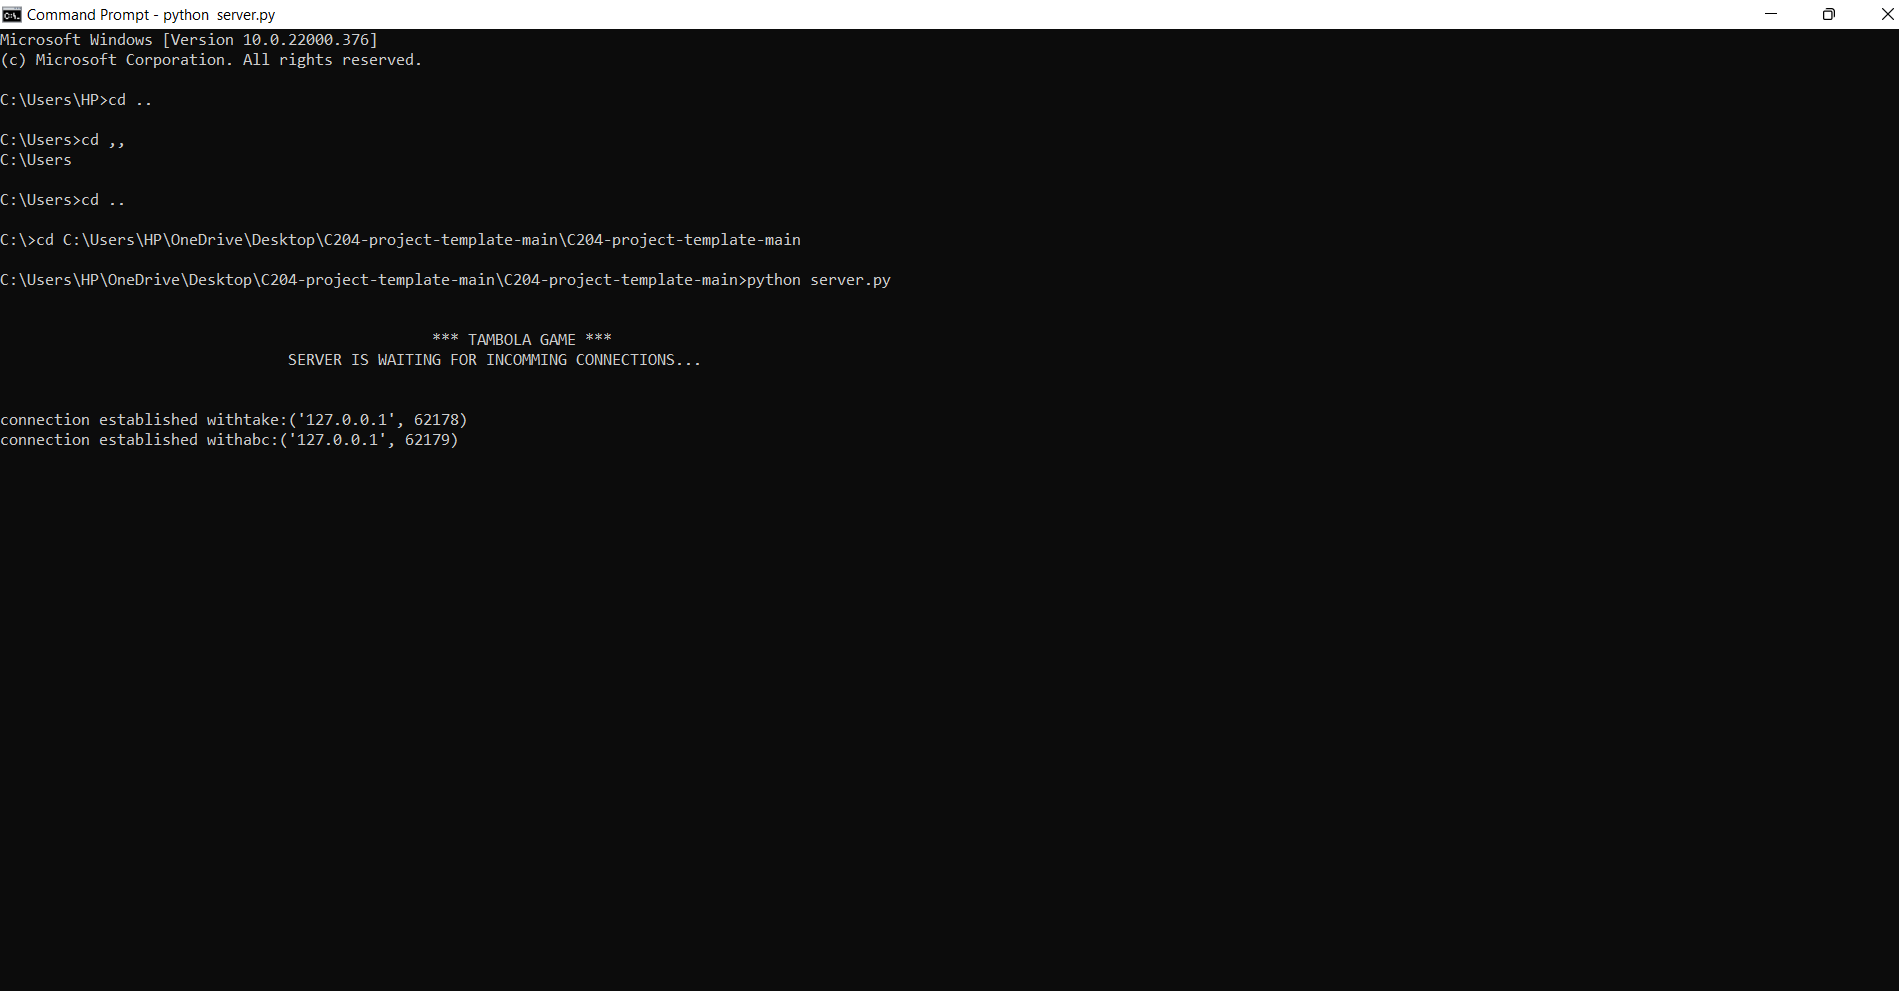 Command Prompt - python  server.py
Microsoft Windows [Version 10.0.22000.376]
(c) Microsoft Corporation. All rights reserved.
C:\Users\HP>cd ..
C:\Users>cd ,,
C:\Users
C:\Users>cd ..
C:\>cd C:\Users\HP\OneDrive\Desktop\C204-project-template-main\C204-project-template-main
C:\Users\HP\OneDrive\Desktop\C204-project-template-main\C204-project-template-main>python server.py
*** TAMBOLA GAME ***
SERVER IS WAITING FOR INCOMMING CONNECTIONS...
connection established withtake:('127.0.0.1', 62178)
connection established withabc:('127.0.0.1', 62179)